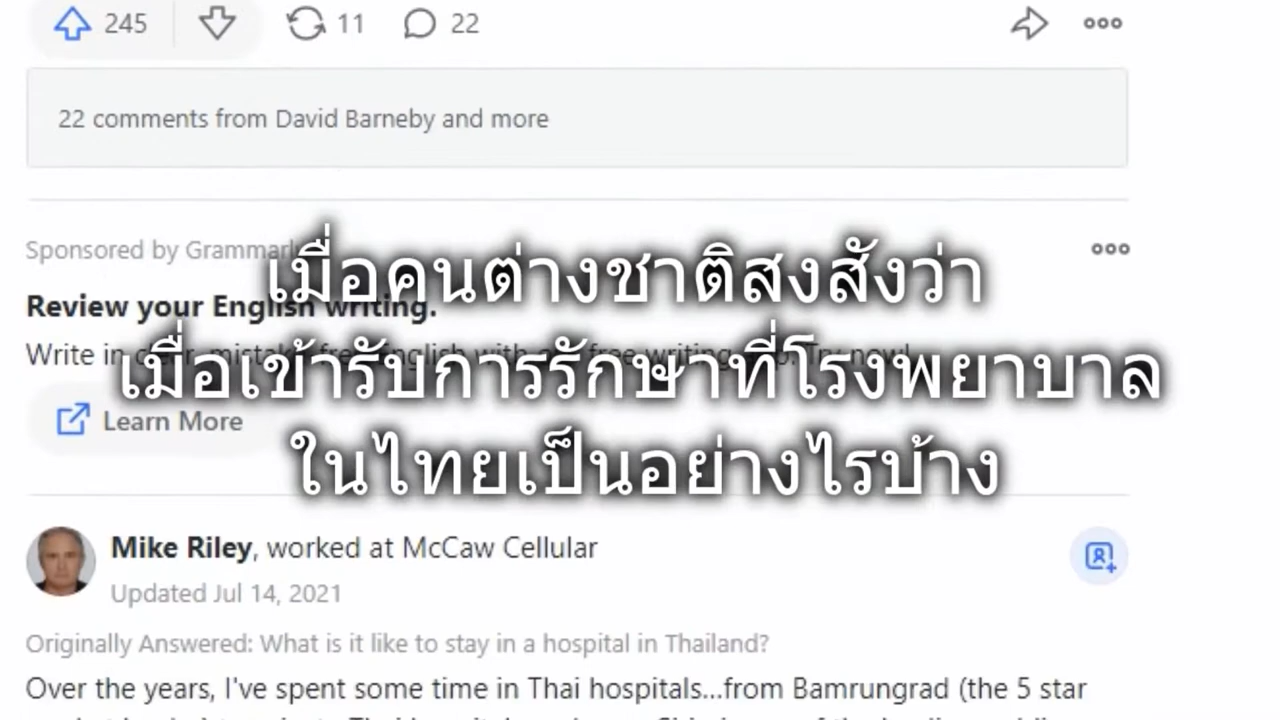 245
11
22
22 comments from David Barneby and more
Sponsored by Grammarly
เมื่อคนต่างชาติสงสังว่า
Review your English writing.
Write in
เมื่อเข้ารับการรักษาที่โรงพยาบาล
Learn More
ในไทยเป็นอย่างไรบ้าง
Mike Riley, worked at McCaw Cellular
Updated Jul 14, 2021
Originally Answered: What is it like to stay in a hospital in Thailand?
Over the years, I've spent some time in Thai hospitals...from Bamrungrad (the 5 star